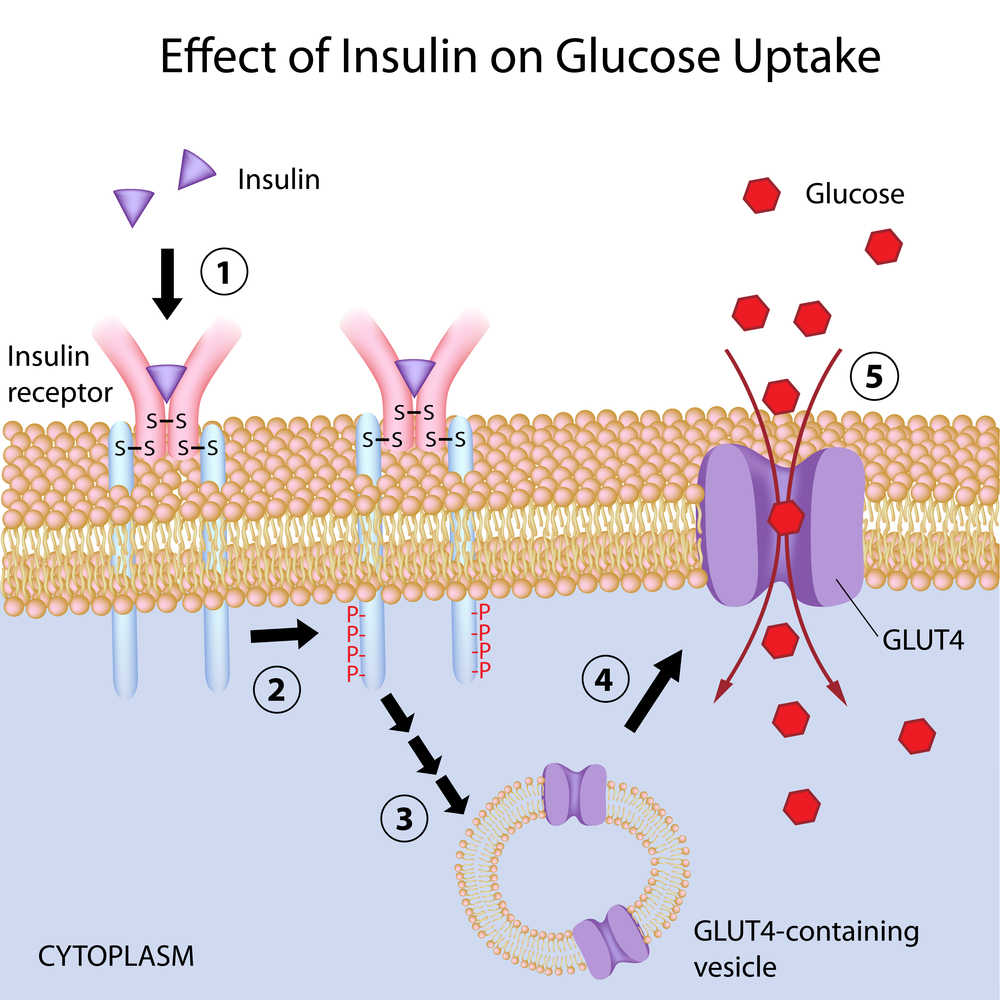 Effect of Insulin on Glucose Uptake
Insulin
Glucose
1
5
Insulin
receptor
S–S
S–S
S–S
S–S
S–S
S–S
P-
P-
P-
P-
-P
-P
-P
-P
GLUT4
2
4
3
GLUT4-containing
vesicle
CYTOPLASM